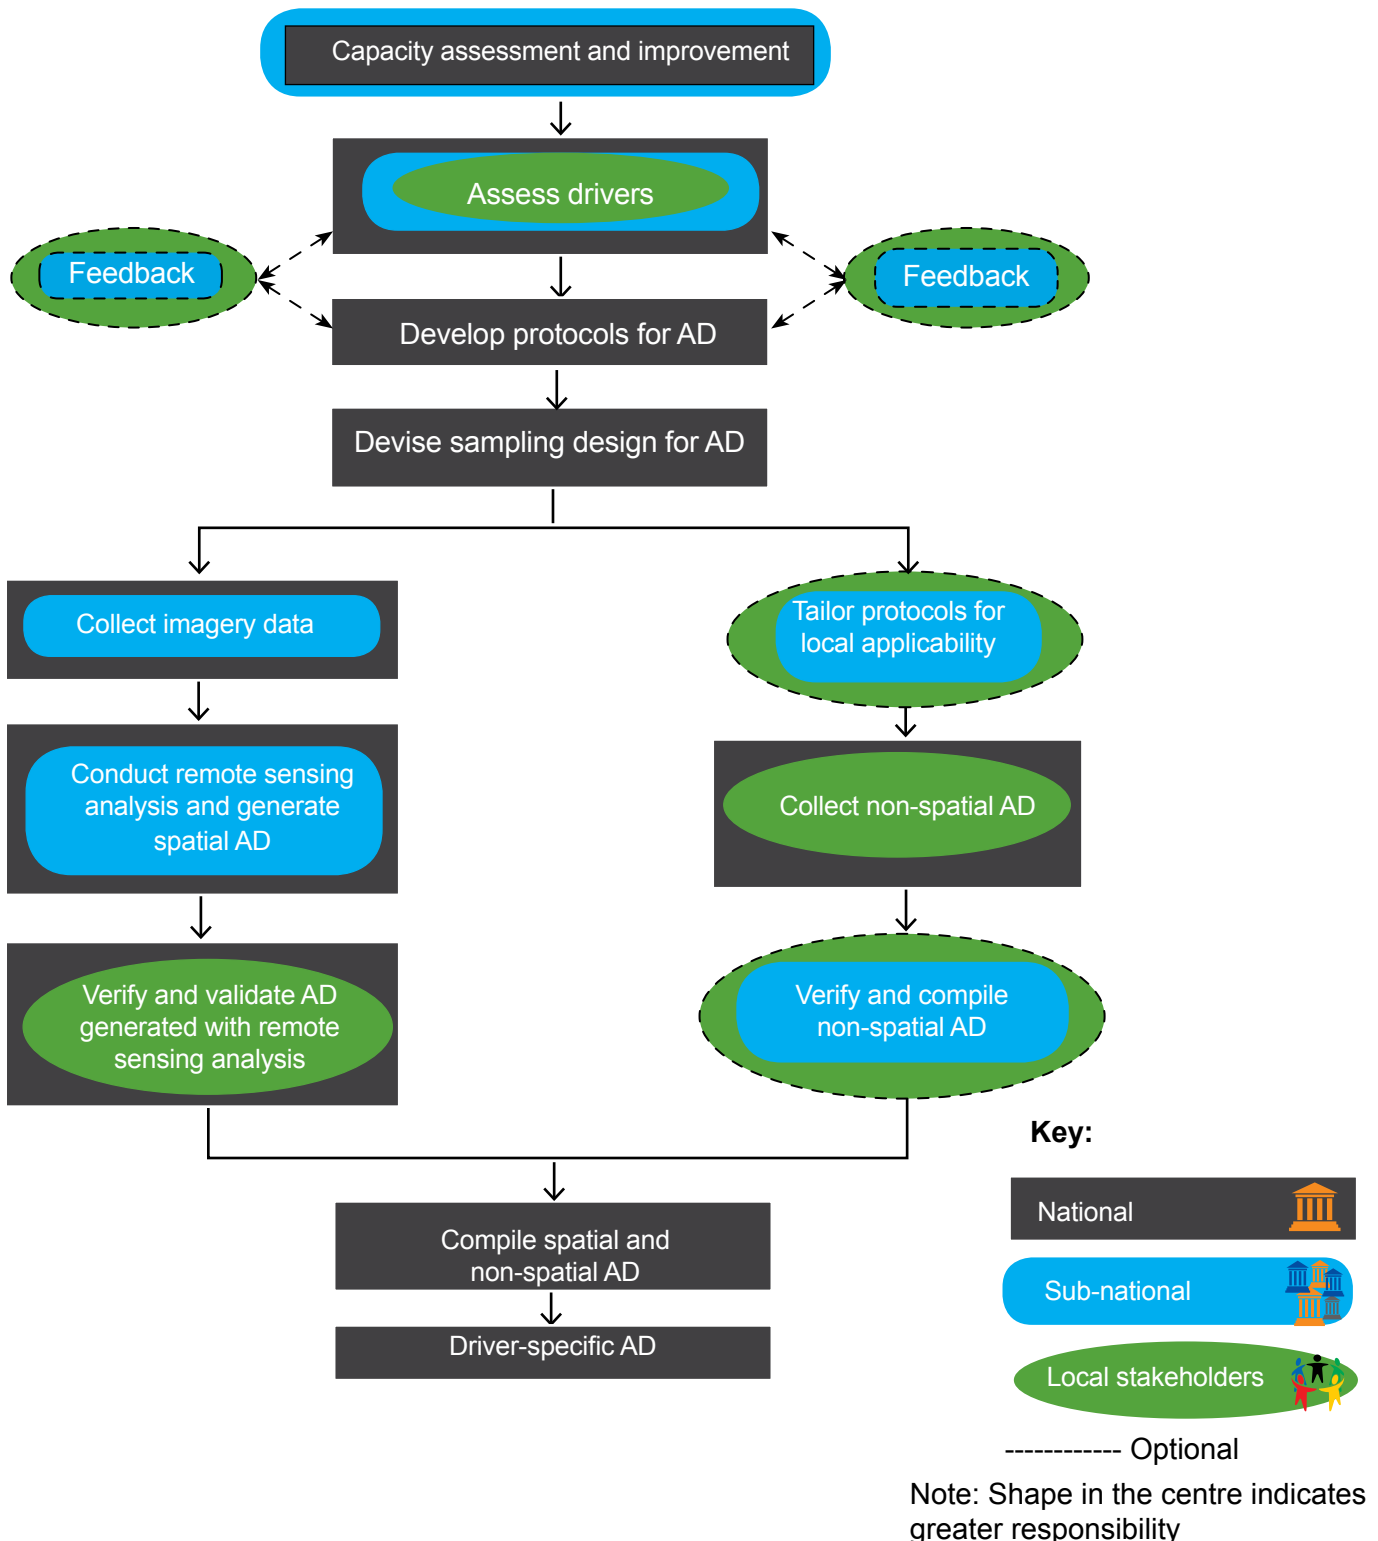 Capacity assessment and improvement
Assess drivers
Feedback
Feedback
Develop protocols for AD
Devise sampling design for AD
Collect imagery data
Tailor protocols for
local applicability
Conduct remote sensing
analysis and generate
spatial AD
Collect non-spatial AD
Verify and validate AD
generated with remote
sensing analysis
Verify and compile
non-spatial AD
Compile spatial and
non-spatial AD
Driver-specific AD
Key:
National
Sub-national
Local stakeholders
------------ Optional
Note: Shape in the centre indicates
greater responsibility